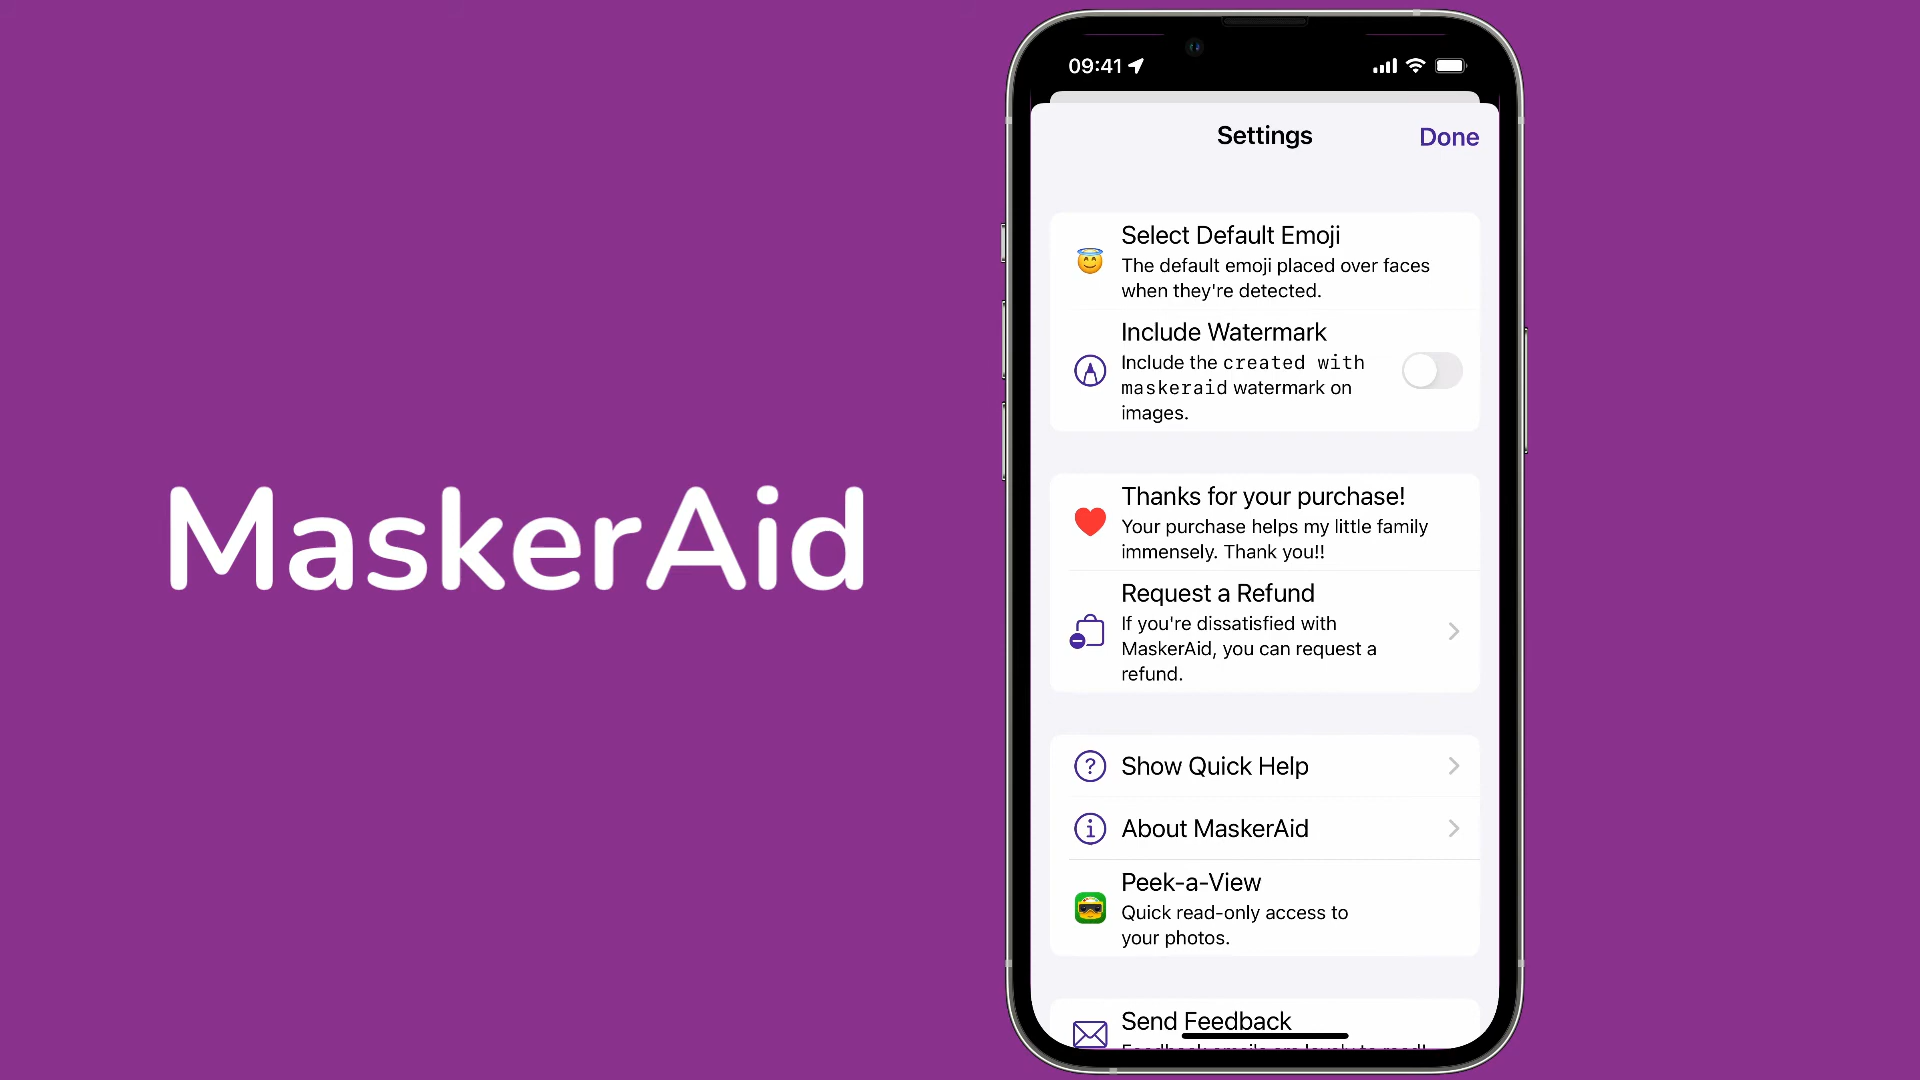 MaskerAid
09:41
Settings
Done
Select Default Emoji
The default emoji placed over faces
when they're detected.
Include Watermark
Include the created with
maskeraid watermark on
images.
Thanks for your purchase!
Your purchase helps my little family
immensely. Thank you!!
Request a Refund
If you're dissatisfied with
MaskerAid, you can request a
refund.
Show Quick Help
About MaskerAid
Peek-a-View
Quick read-only access to
your photos.
Send Feedback